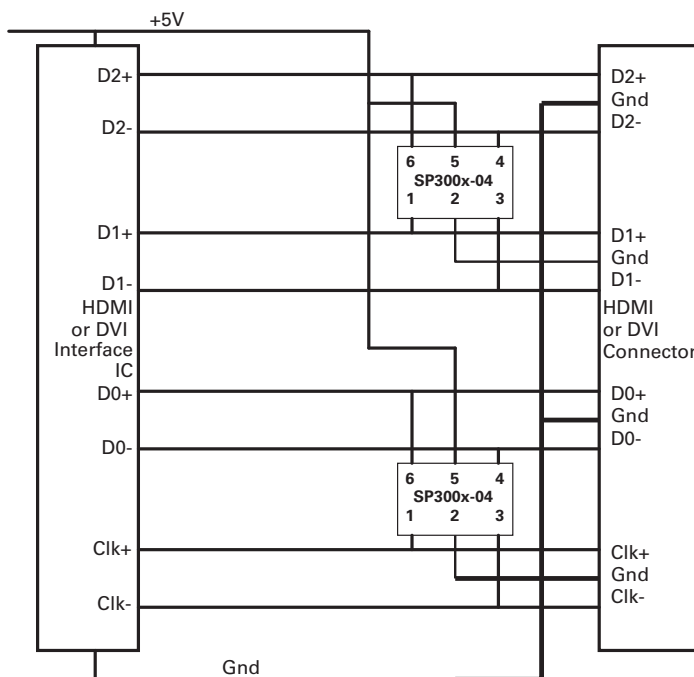 +5V
D2+
D2-
D1+
D1-
HDMI
or DVI
Interface
IC
D0+
D0-
Clk+
Clk-
6 5 4
SP300x-04
1 2 3
6 5 4
SP300x-04
1 2 3
D2+
Gnd
D2-
D1+
Gnd
D1-
HDMI
or DVI
Connector
D0+
Gnd
D0-
Clk+
Gnd
Clk-
Gnd